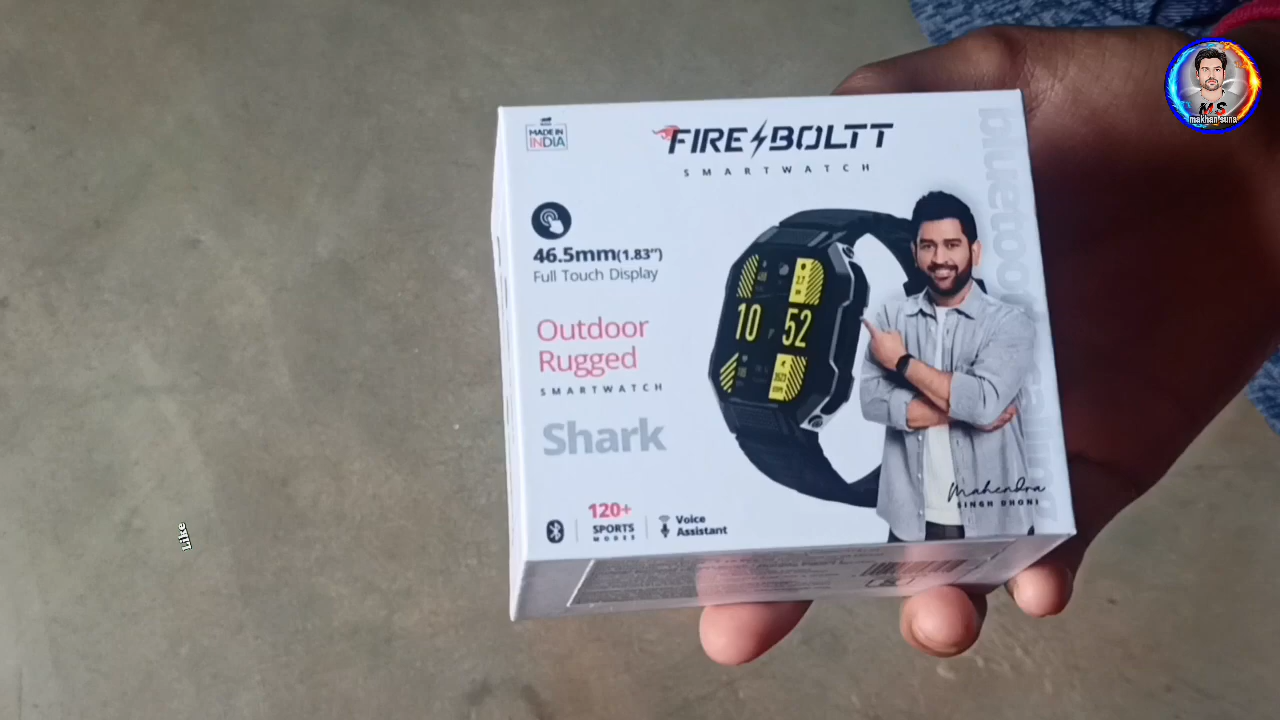 MADE IN
INDIA
FIRE BOLTT
SMARTWATCH
46.5mm(1.83”)
Full Touch Display
Outdoor
Rugged
SMARTWATCH
Shark
120+
SPORTS
MODES
Voice
Assistant
10 52
Mahendra
SINGH DHONI
MS
makhan suna
Like